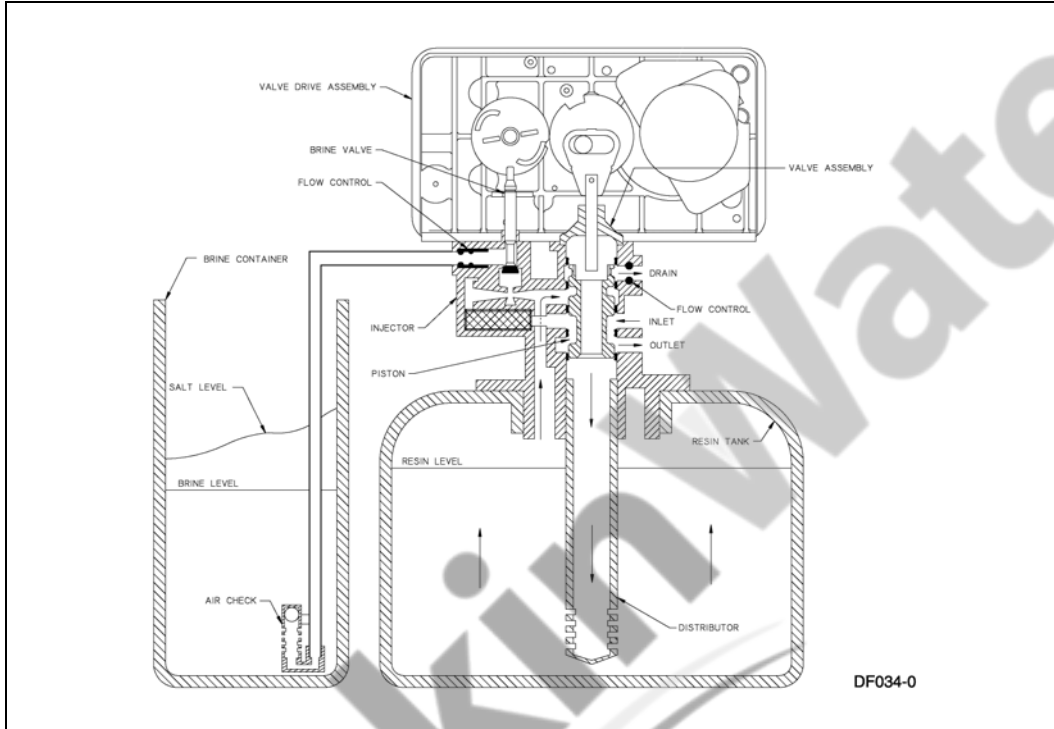 VALVE DRIVE ASSEMBLY
BRINE VALVE
VALVE ASSEMBLY
FLOW CONTROL
BRINE CONTAINER
DRAIN
FLOW CONTROL
INJECTOR
INLET
OUTLET
PISTON
SALT LEVEL
RESIN TANK
RESIN LEVEL
BRINE LEVEL
AIR CHECK
DISTRIBUTOR
DF034-0
kinWate